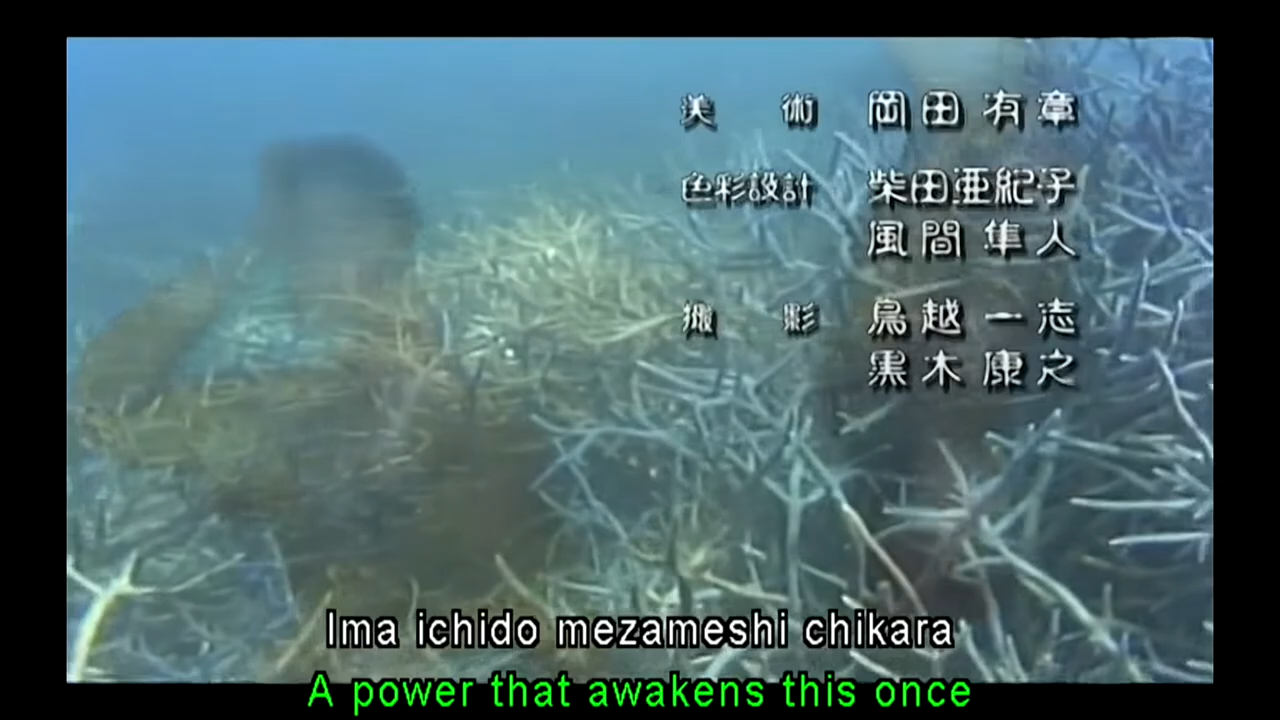 美術 岡田有章
色彩設計 柴田亜紀子
風間隼人
撮影 鳥越一志
黒木康之
Ima ichido mezameshi chikara
A power that awakens this once